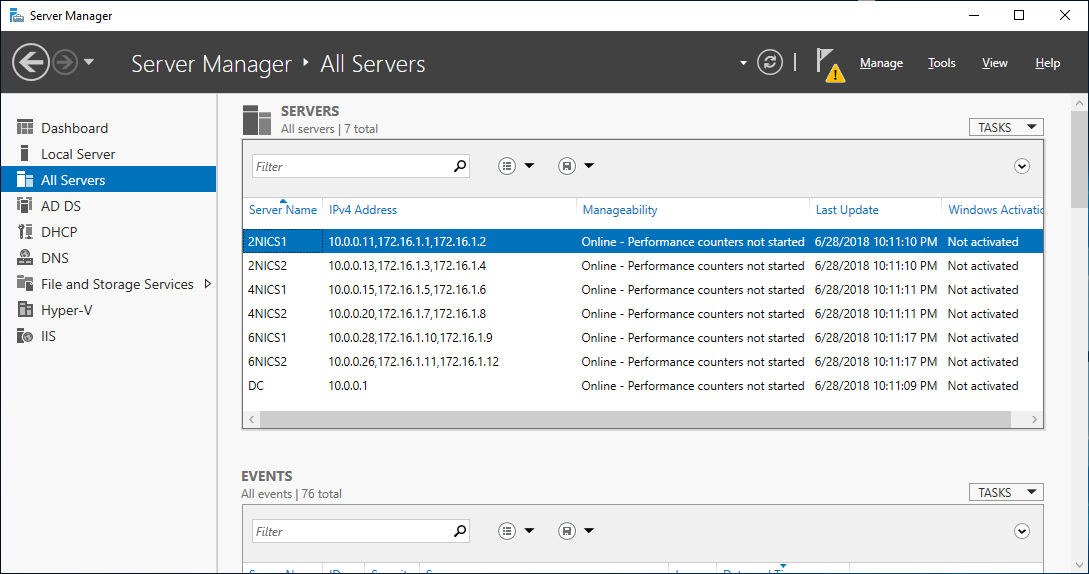 Server Manager
Server Manager ‣ All Servers
Manage Tools View Help
Dashboard
Local Server
All Servers
AD DS
DHCP
DNS
File and Storage Services
Hyper-V
IIS
SERVERS
All servers | 7 total
TASKS
Filter
Server Name IPv4 Address Manageability Last Update Windows Activatio
2NICS1 10.0.0.11,172.16.1.1,172.16.1.2 Online - Performance counters not started 6/28/2018 10:11:10 PM Not activated
2NICS2 10.0.0.13,172.16.1.3,172.16.1.4 Online - Performance counters not started 6/28/2018 10:11:10 PM Not activated
4NICS1 10.0.0.15,172.16.1.5,172.16.1.6 Online - Performance counters not started 6/28/2018 10:11:11 PM Not activated
4NICS2 10.0.0.20,172.16.1.7,172.16.1.8 Online - Performance counters not started 6/28/2018 10:11:11 PM Not activated
6NICS1 10.0.0.28,172.16.1.10,172.16.1.9 Online - Performance counters not started 6/28/2018 10:11:17 PM Not activated
6NICS2 10.0.0.26,172.16.1.11,172.16.1.12 Online - Performance counters not started 6/28/2018 10:11:17 PM Not activated
DC 10.0.0.1 Online - Performance counters not started 6/28/2018 10:11:09 PM Not activated
EVENTS
All events | 76 total
TASKS
Filter